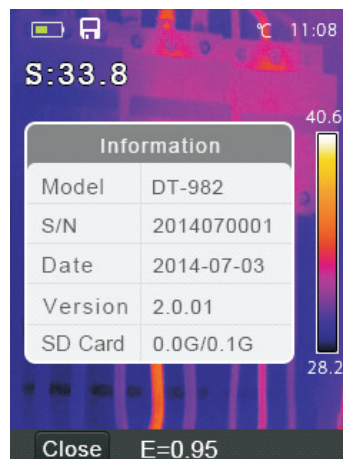 ℃ 11:08
S:33.8
40.6
Information
Model DT-982
S/N 2014070001
Date 2014-07-03
Version 2.0.01
SD Card 0.0G/0.1G
28.2
Close E=0.95